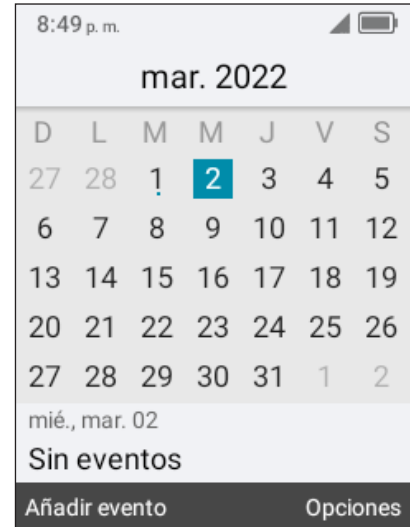 8:49 p. m.
mar. 2022
D L M M J V S
27 28 1 2 3 4 5
6 7 8 9 10 11 12
13 14 15 16 17 18 19
20 21 22 23 24 25 26
27 28 29 30 31 1 2
mié., mar. 02
Sin eventos
Añadir evento Opciones